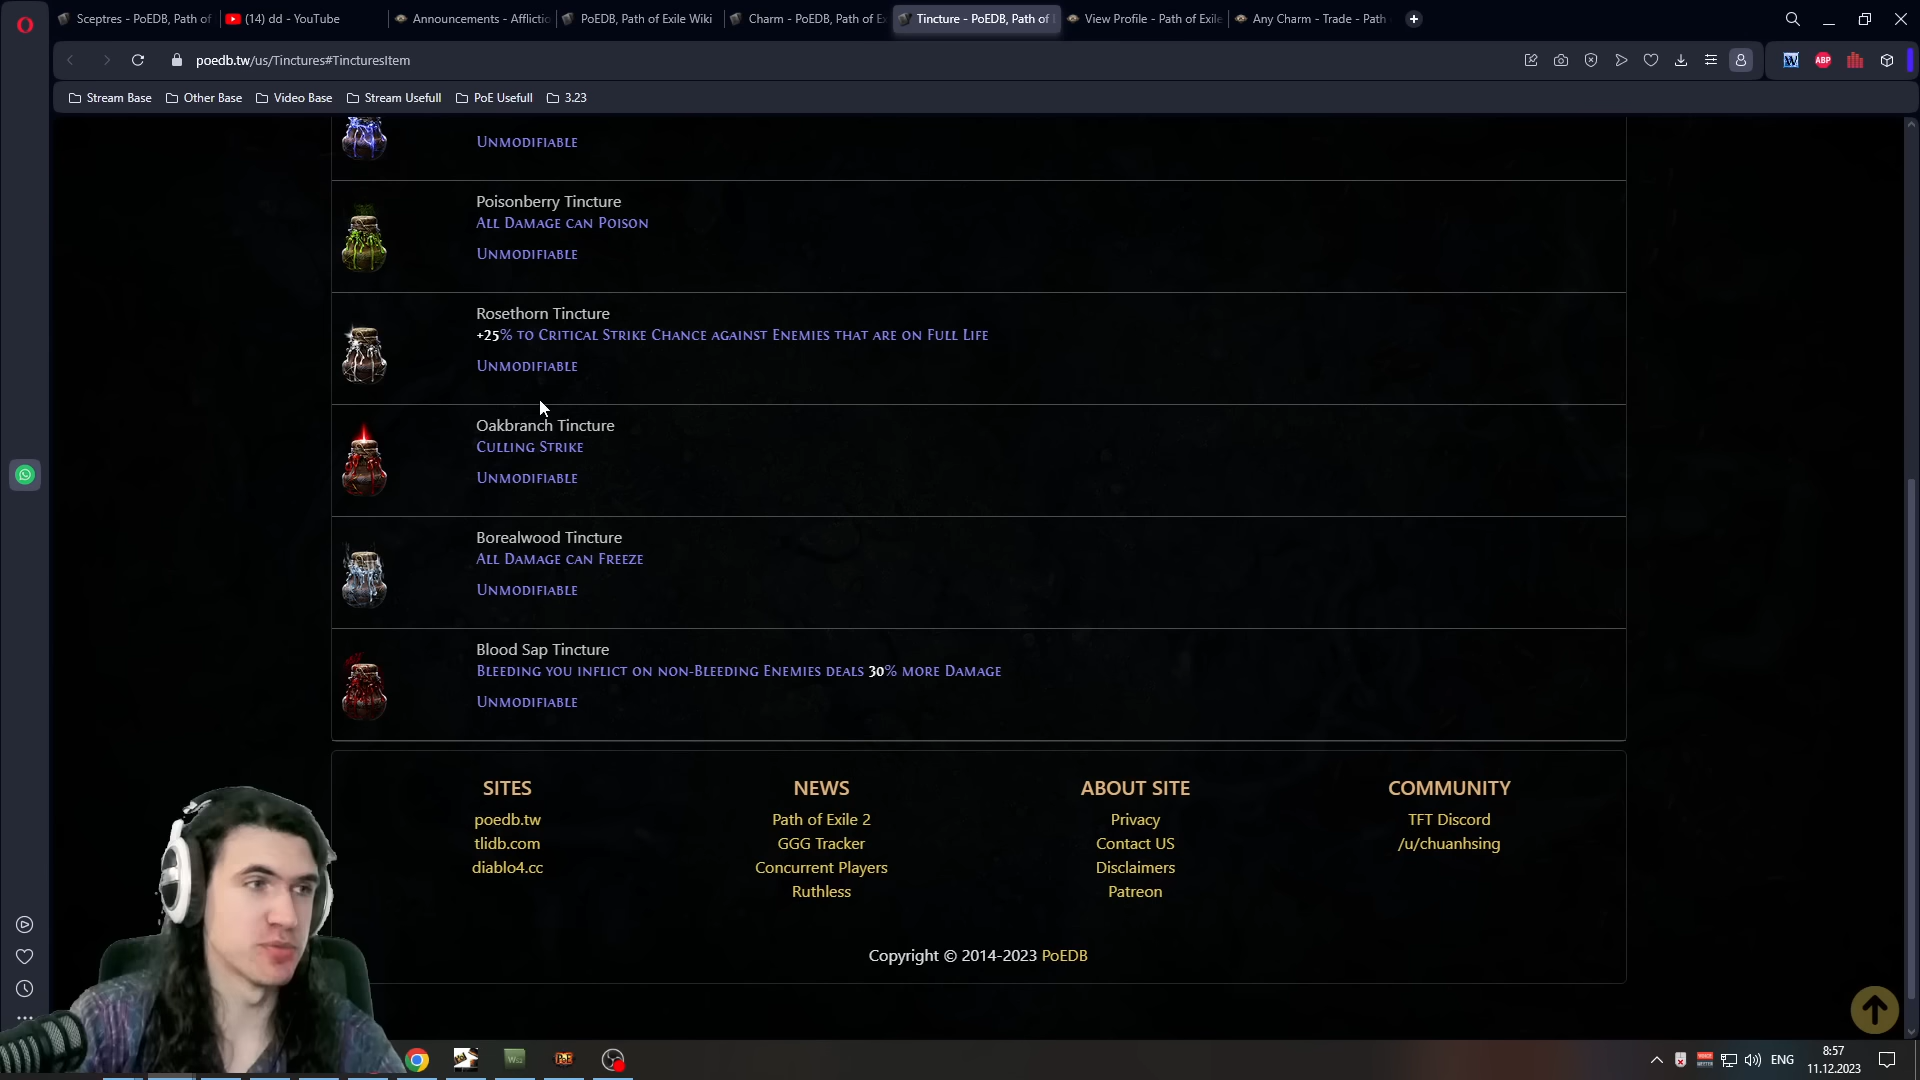 Sceptres - PoEDB, Path of
(14) dd - YouTube
Announcements - Afflictio
PoEDB, Path of Exile Wiki
Charm - PoEDB, Path of Ex
Tincture - PoEDB, Path of E
View Profile - Path of Exile
Any Charm - Trade - Path
poedb.tw/us/Tinctures#TincturesItem
ABP
Stream Base
Other Base
Video Base
Stream Usefull
PoE Usefull
3.23
Unmodifiable
Poisonberry Tincture
All Damage can Poison
Unmodifiable
Rosethorn Tincture
+25% to Critical Strike Chance against Enemies that are on Full Life
Unmodifiable
Oakbranch Tincture
Culling Strike
Unmodifiable
Borealwood Tincture
All Damage can Freeze
Unmodifiable
Blood Sap Tincture
Bleeding you inflict on non-Bleeding Enemies deals 30% more Damage
Unmodifiable
SITES
poedb.tw
tlidb.com
diablo4.cc
NEWS
Path of Exile 2
GGG Tracker
Concurrent Players
Ruthless
ABOUT SITE
Privacy
Contact US
Disclaimers
Patreon
COMMUNITY
TFT Discord
/u/chuanhsing
Copyright © 2014-2023 PoEDB
PoE
ENG
8:57
11.12.2023